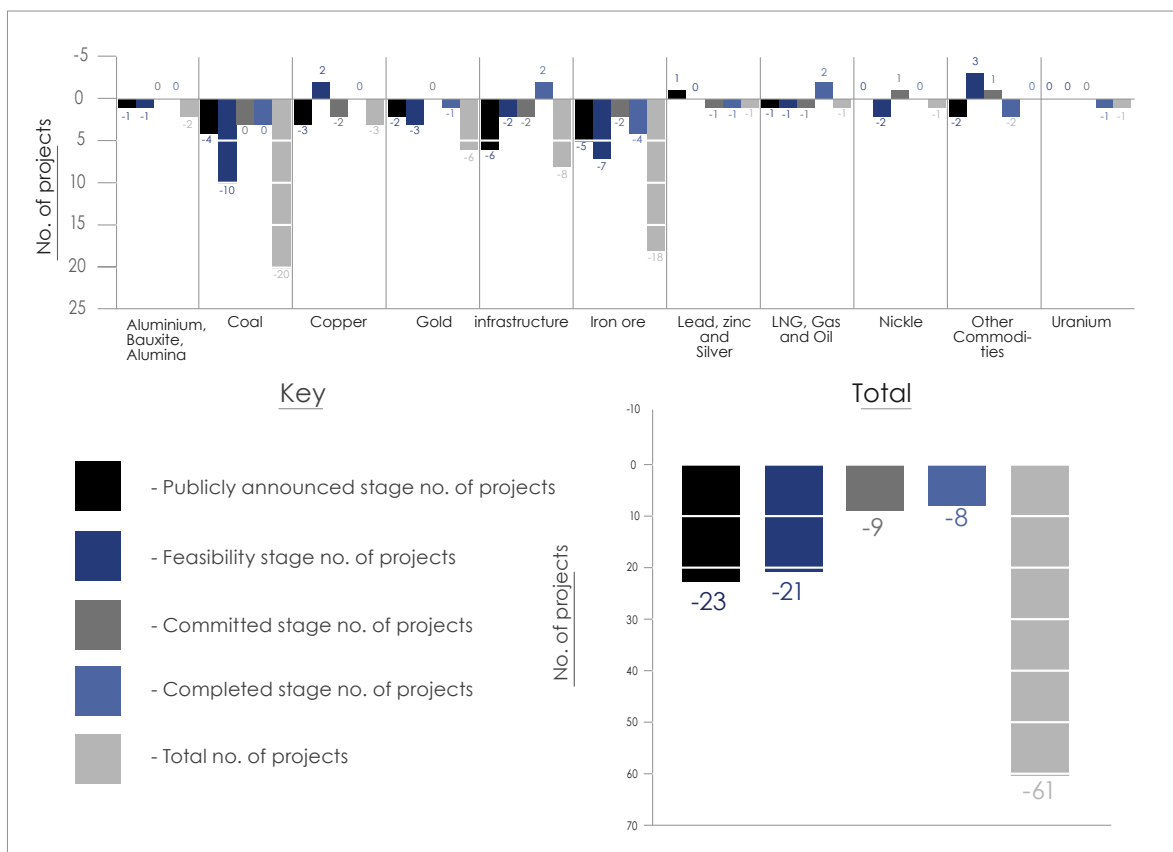 -5
0
5
10
15
20
25
No. of projects
-1 -1 0 0 -2
-4 -10 0 0 -20
-3 2 -2 0 -3
-2 -3 0 -1 -6
-6 -2 -2 2 -8
-5 -7 -2 -4 -18
1 0 -1 -1 -1
-1 -1 -1 2 -1
0 -2 1 0 -1
-2 3 1 -2 0
0 0 0 -1 -1
Aluminium,
Bauxite,
Alumina
Coal
Copper
Gold
infrastructure
Iron ore
Lead, zinc
and
Silver
LNG, Gas
and Oil
Nickle
Other
Commodi-
ties
Uranium
Key
- Publicly announced stage no. of projects
- Feasibility stage no. of projects
- Committed stage no. of projects
- Completed stage no. of projects
- Total no. of projects
Total
No. of projects
-10
0
10
20
30
40
50
60
70
-23
-21
-9
-8
-61